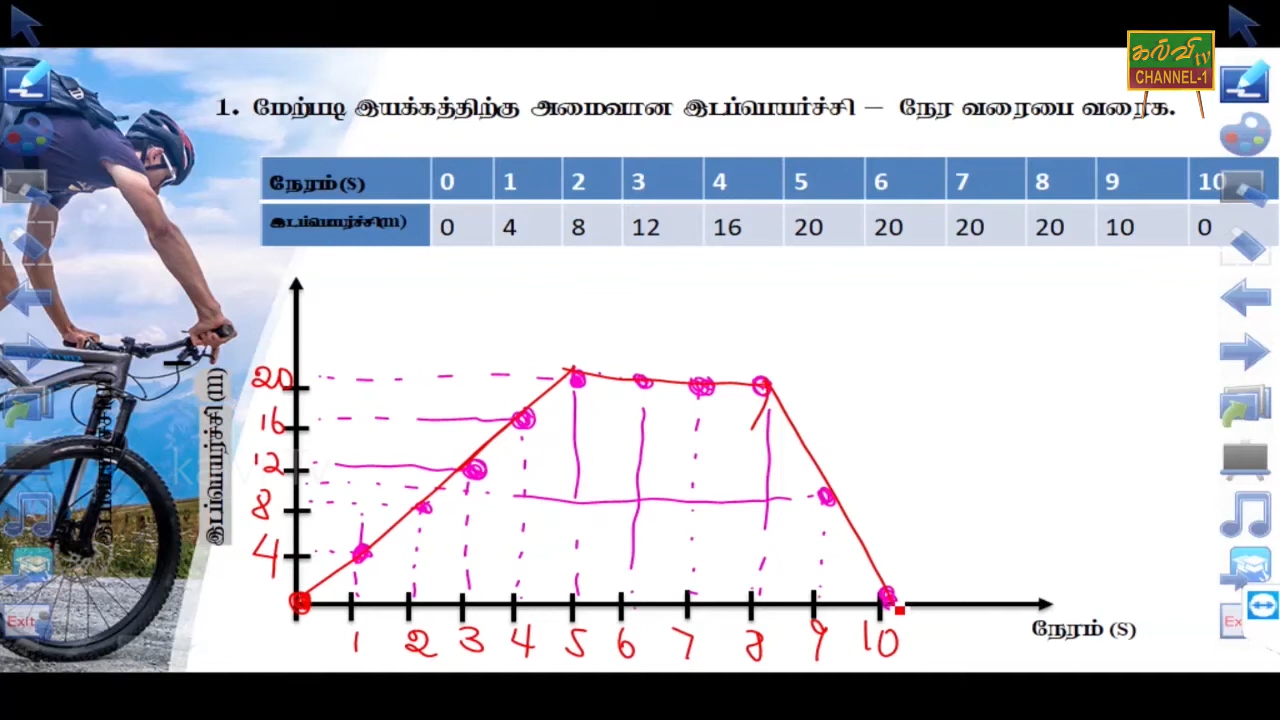 கல்வி tv
CHANNEL-1
1. மேற்படி இயக்கத்திற்கு அமைவான இடப்பெயர்ச்சி – நேர வரைபை வரைக.
நேரம் (S) 0 1 2 3 4 5 6 7 8 9 10
இடப்பெயர்ச்சி(m) 0 4 8 12 16 20 20 20 20 10 0
20
16
12
8
4
இடப்பெயர்ச்சி (m)
1 2 3 4 5 6 7 8 9 10
நேரம் (S)
Exit